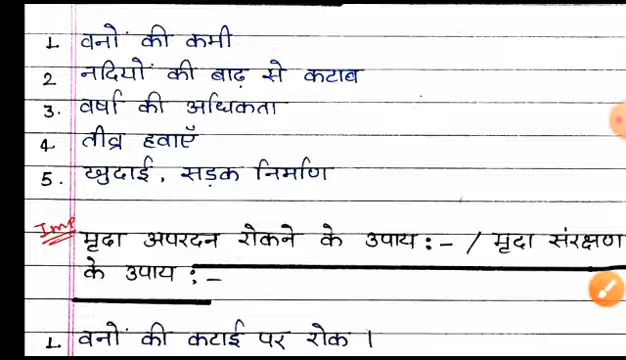 1 वनों की कमी
2 नदियों की बाढ़ से कटाब
3. वर्षा की अधिकता
4 तीव्र हवाएँ
5. खुदाई, सड़क निर्माण
Imp मृदा अपरदन रोकने के उपाय :- / मृदा संरक्षण
के उपाय :-
1 वनों की कटाई पर रोक ।